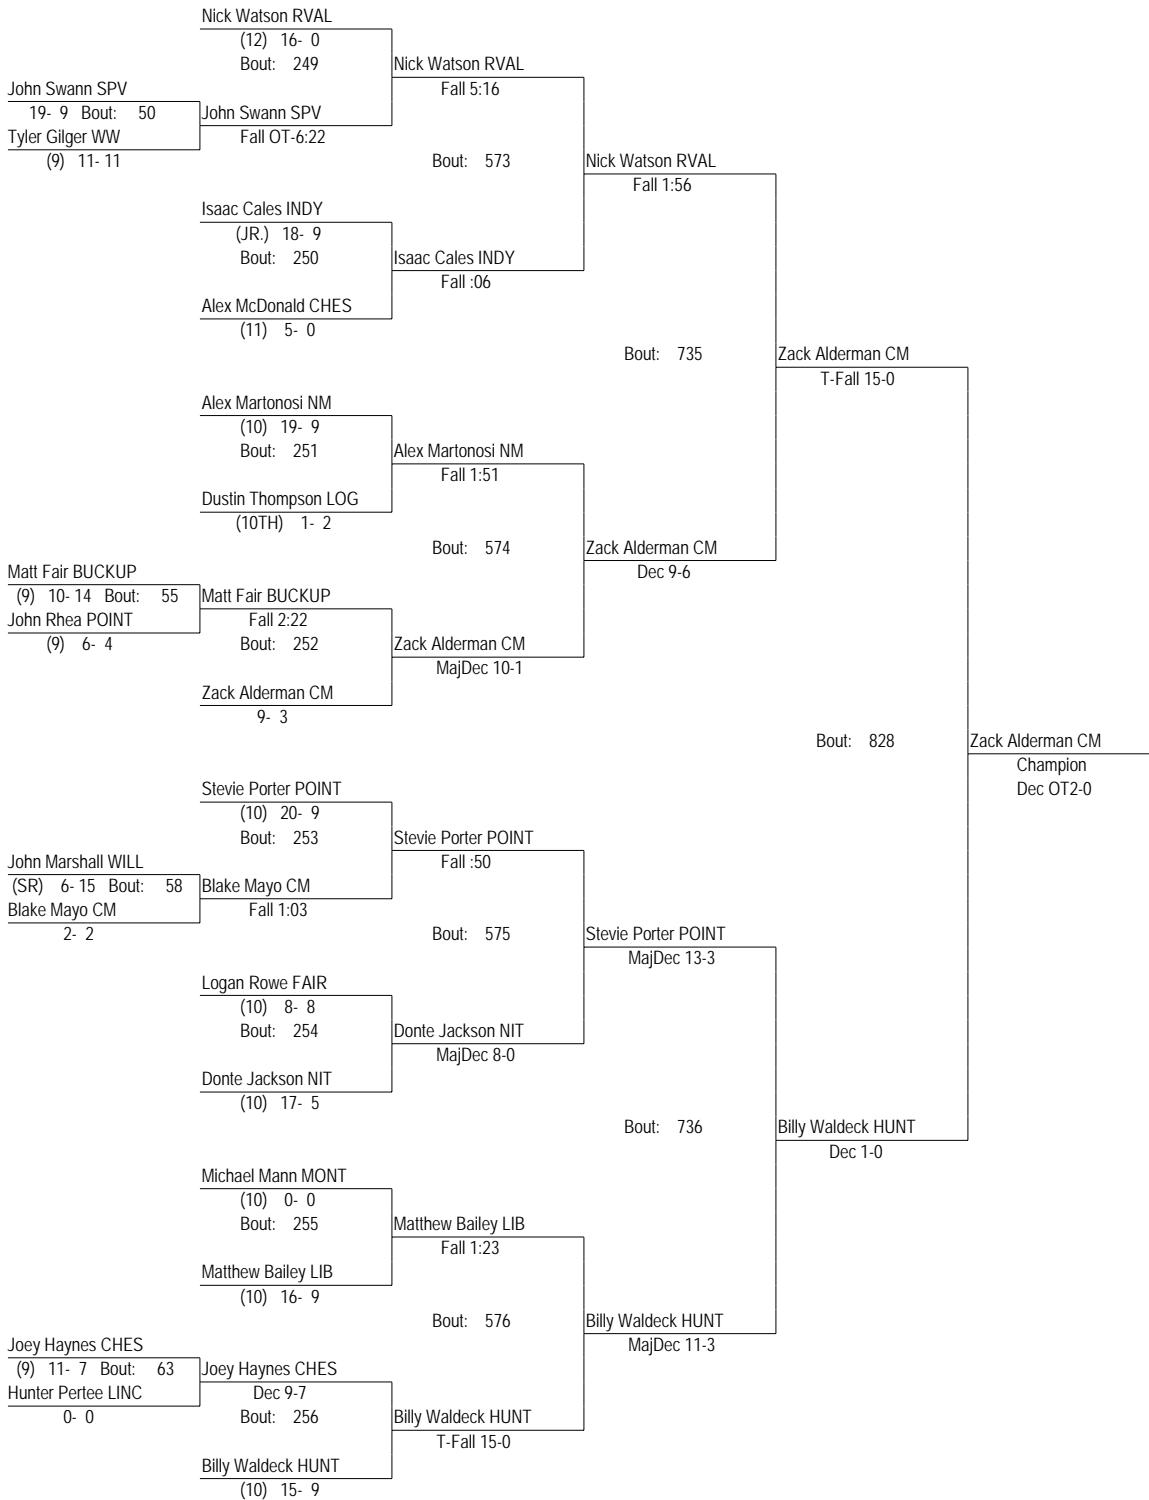 Nick Watson RVAL
(12) 16- 0
Bout: 249
Nick Watson RVAL
Fall 5:16
John Swann SPV
19- 9 Bout: 50
John Swann SPV
Fall OT-6:22
Tyler Gilger WW
(9) 11- 11
Bout: 573
Nick Watson RVAL
Fall 1:56
Isaac Cales INDY
(JR.) 18- 9
Bout: 250
Isaac Cales INDY
Fall :06
Alex McDonald CHES
(11) 5- 0
Bout: 735
Zack Alderman CM
T-Fall 15-0
Alex Martonosi NM
(10) 19- 9
Bout: 251
Alex Martonosi NM
Fall 1:51
Dustin Thompson LOG
(10TH) 1- 2
Bout: 574
Zack Alderman CM
Dec 9-6
Matt Fair BUCKUP
(9) 10- 14 Bout: 55
Matt Fair BUCKUP
Fall 2:22
John Rhea POINT
(9) 6- 4
Bout: 252
Zack Alderman CM
MajDec 10-1
Zack Alderman CM
9- 3
Bout: 828
Zack Alderman CM
Champion
Dec OT2-0
Stevie Porter POINT
(10) 20- 9
Bout: 253
Stevie Porter POINT
Fall :50
John Marshall WILL
(SR) 6- 15 Bout: 58
Blake Mayo CM
Fall 1:03
Blake Mayo CM
2- 2
Bout: 575
Stevie Porter POINT
MajDec 13-3
Logan Rowe FAIR
(10) 8- 8
Bout: 254
Donte Jackson NIT
MajDec 8-0
Donte Jackson NIT
(10) 17- 5
Bout: 736
Billy Waldeck HUNT
Dec 1-0
Michael Mann MONT
(10) 0- 0
Bout: 255
Matthew Bailey LIB
Fall 1:23
Matthew Bailey LIB
(10) 16- 9
Bout: 576
Billy Waldeck HUNT
MajDec 11-3
Joey Haynes CHES
(9) 11- 7 Bout: 63
Joey Haynes CHES
Dec 9-7
Hunter Pertee LINC
0- 0
Bout: 256
Billy Waldeck HUNT
T-Fall 15-0
Billy Waldeck HUNT
(10) 15- 9